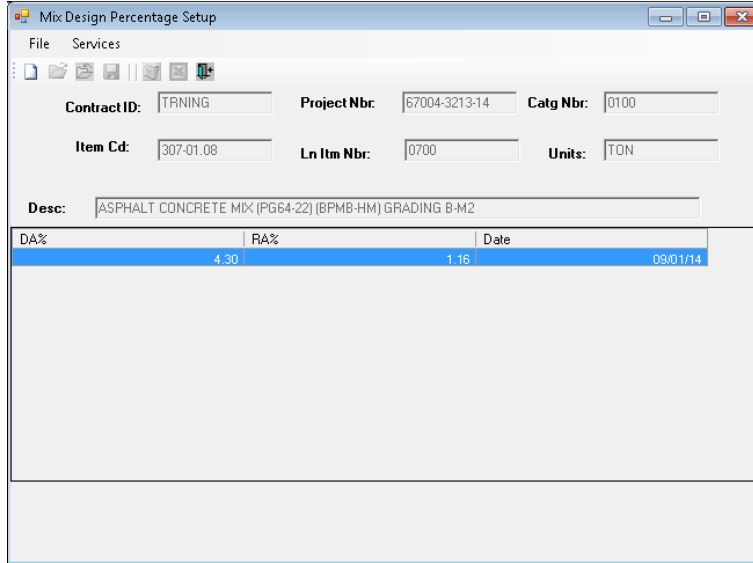 Mix Design Percentage Setup
File Services
Contract ID: TRNING Project Nbr: 67004-3213-14 Catg Nbr: 0100
Item Cd: 307-01.08 Ln Itm Nbr: 0700 Units: TON
Desc: ASPHALT CONCRETE MIX (PG64-22) (BPMB-HM) GRADING B-M2
DA% RA% Date
4.30 1.16 09/01/14